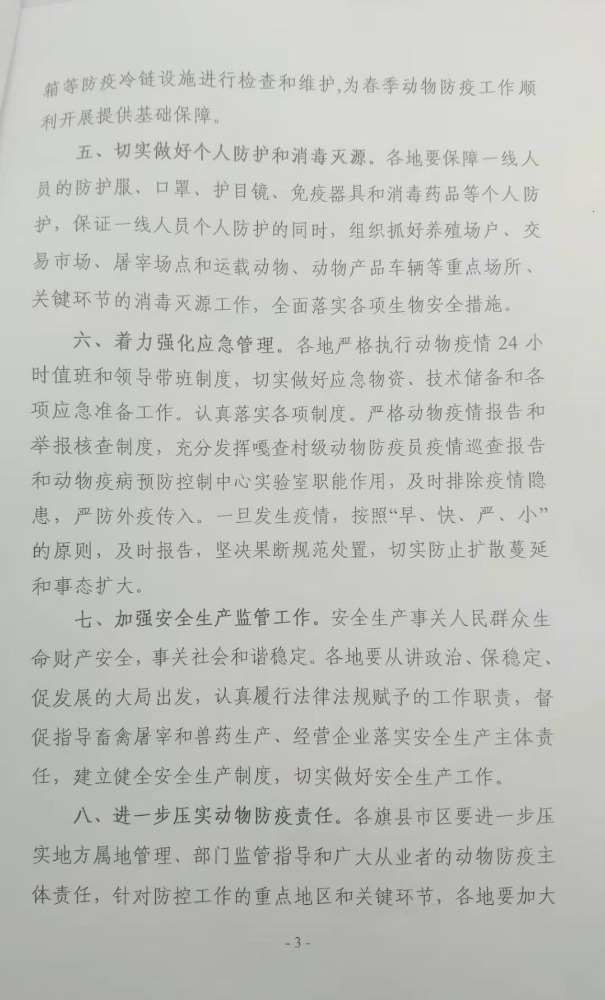 箱等防疫冷链设施进行检查和维护,为春季动物防疫工作顺
利开展提供基础保障。
五、切实做好个人防护和消毒灭源。各地要保障一线人
员的防护服、口罩、护目镜、免疫器具和消毒药品等个人防
护，保证一线人员个人防护的同时，组织抓好养殖场户、交
易市场、屠宰场点和运载动物、动物产品车辆等重点场所、
关键环节的消毒灭源工作，全面落实各项生物安全措施。
六、着力强化应急管理。各地严格执行动物疫情24小
时值班和领导带班制度，切实做好应急物资、技术储备和各
项应急准备工作。认真落实各项制度。严格动物疫情报告和
举报核查制度，充分发挥嘎查村级动物防疫员疫情巡查报告
和动物疫病预防控制中心实验室职能作用，及时排除疫情隐
患，严防外疫传入。一旦发生疫情，按照“早、快、严、小”
的原则，及时报告，坚决果断规范处置，切实防止扩散蔓延
和事态扩大。
七、加强安全生产监管工作。安全生产事关人民群众生
命财产安全，事关社会和谐稳定。各地要从讲政治、保稳定、
促发展的大局出发，认真履行法律法规赋予的工作职责，督
促指导畜禽屠宰和兽药生产、经营企业落实安全生产主体责
任，建立健全安全生产制度，切实做好安全生产工作。
八、进一步压实动物防疫责任。各旗县市区要进一步压
实地方属地管理、部门监管指导和广大从业者的动物防疫主
体责任，针对防控工作的重点地区和关键环节，各地要加大
- 3 -